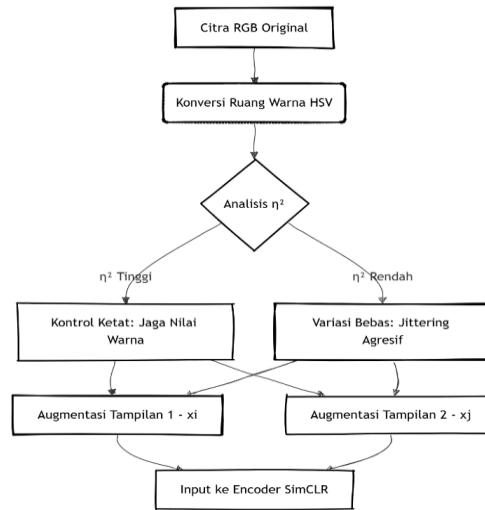 Citra RGB Original
Konversi Ruang Warna HSV
Analisis η²
η² Tinggi
η² Rendah
Kontrol Ketat: Jaga Nilai
Warna
Variasi Bebas: Jittering
Agresif
Augmentasi Tampilan 1 - xi
Augmentasi Tampilan 2 - xj
Input ke Encoder SimCLR